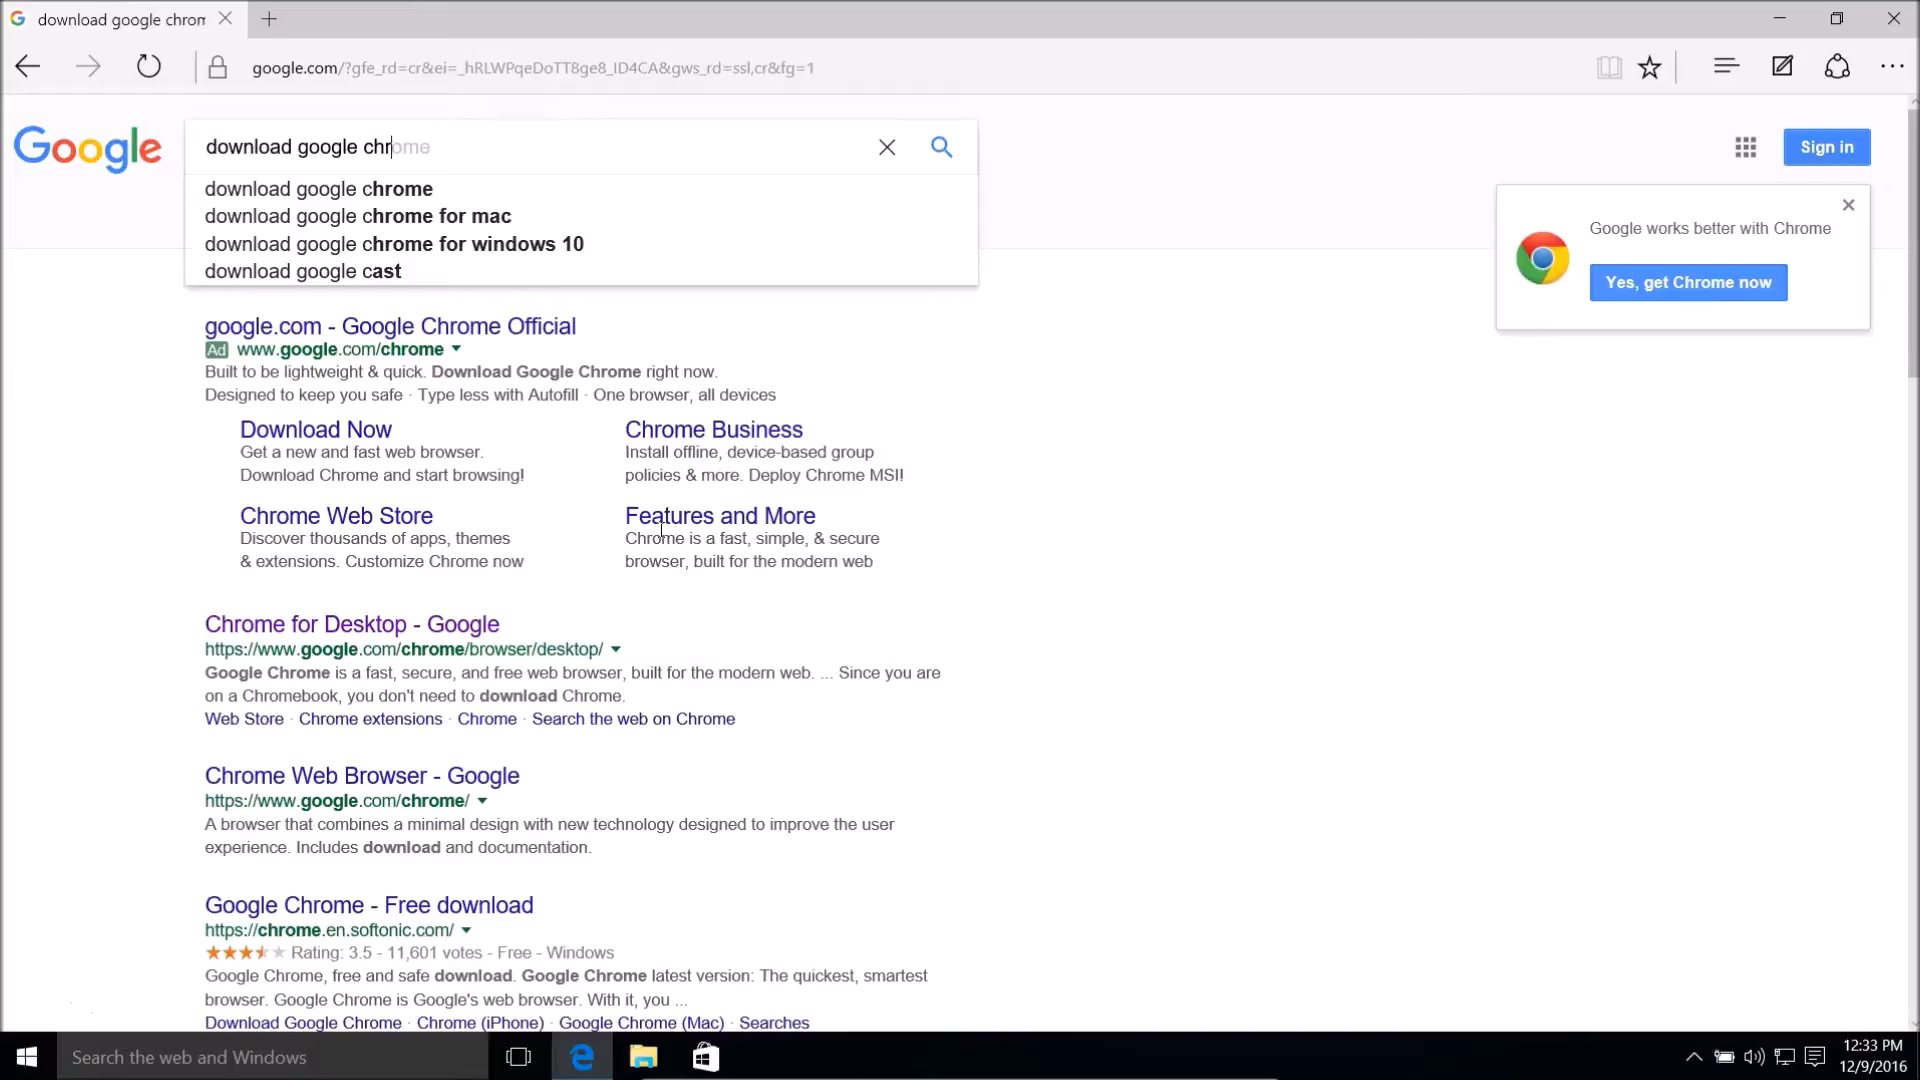 download google chrom
google.com/?gfe_rd=cr&ei=_hRLWPqeDoTT8ge8_ID4CA&gws_rd=ssl,cr&fg=1
Google
download google chrome
Sign in
download google chrome
download google chrome for mac
download google chrome for windows 10
download google cast
Google works better with Chrome
Yes, get Chrome now
google.com - Google Chrome Official
Ad www.google.com/chrome
Built to be lightweight & quick. Download Google Chrome right now.
Designed to keep you safe · Type less with Autofill · One browser, all devices
Download Now
Get a new and fast web browser.
Download Chrome and start browsing!
Chrome Business
Install offline, device-based group
policies & more. Deploy Chrome MSI!
Chrome Web Store
Discover thousands of apps, themes
& extensions. Customize Chrome now
Features and More
Chrome is a fast, simple, & secure
browser, built for the modern web
Chrome for Desktop - Google
https://www.google.com/chrome/browser/desktop/
Google Chrome is a fast, secure, and free web browser, built for the modern web. ... Since you are
on a Chromebook, you don't need to download Chrome.
Web Store · Chrome extensions · Chrome · Search the web on Chrome
Chrome Web Browser - Google
https://www.google.com/chrome/
A browser that combines a minimal design with new technology designed to improve the user
experience. Includes download and documentation.
Google Chrome - Free download
https://chrome.en.softonic.com/
Rating: 3.5 - 11,601 votes - Free - Windows
Google Chrome, free and safe download. Google Chrome latest version: The quickest, smartest
browser. Google Chrome is Google's web browser. With it, you ...
Download Google Chrome · Chrome (iPhone) · Google Chrome (Mac) · Searches
Search the web and Windows
12:33 PM
12/9/2016